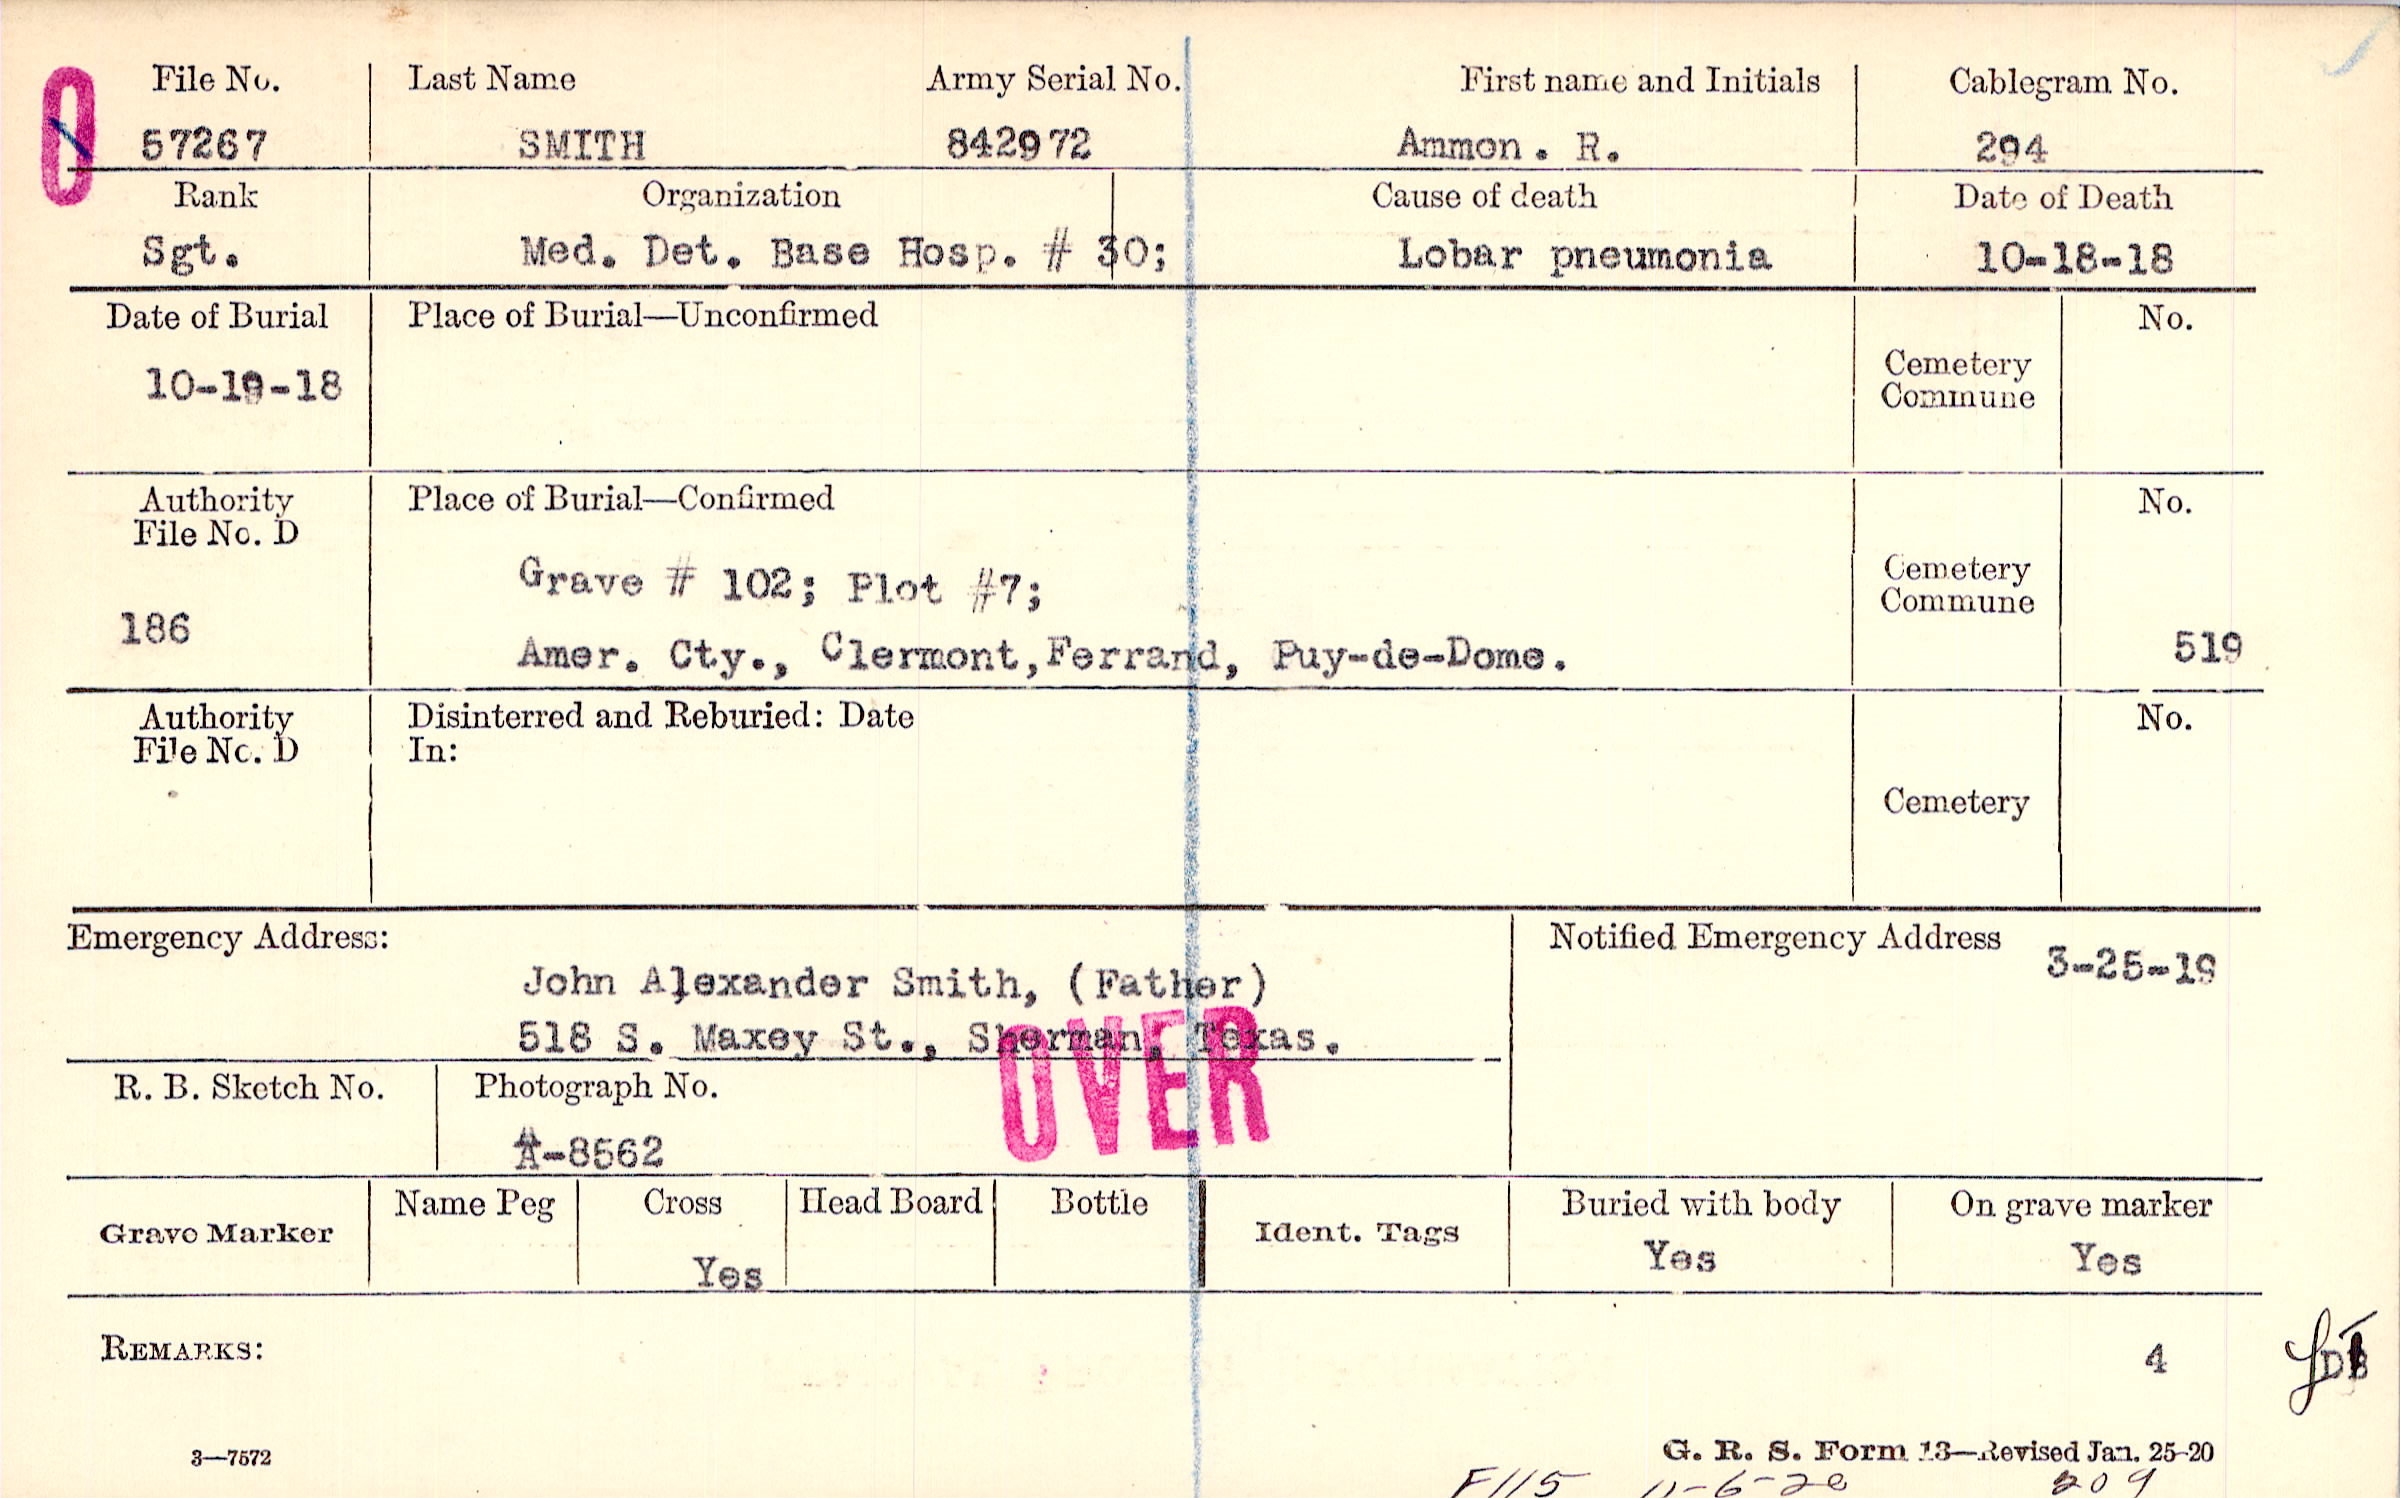 File No. Last Name Army Serial No. First name and Initials Cablegram No.
0 57267 SMITH 842972 Ammon. R. 294
Rank Organization Cause of death Date of Death
Sgt. Med. Det. Base Hosp. # 30; Lobar pneumonia 10-18-18
Date of Burial Place of Burial—Unconfirmed No.
Cemetery
10-19-18
Commune
Authority Place of Burial—Confirmed No.
File No. D
Cemetery
Grave # 102; Plot #7;
Commune
186
Amer. Cty., Clermont,Ferrand, Puy-de-Dome. 519
Authority Disinterred and Reburied: Date No.
File No. D In:
Cemetery
Emergency Address: Notified Emergency Address 3-25-19
John Alexander Smith, (Father)
518 S. Maxey St., Sherman, Texas.
OVER
R. B. Sketch No. Photograph No.
A-8562
Name Peg Cross Head Board Bottle Buried with body On grave marker
Grave Marker Ident. Tags
Yes Yes Yes
REMARKS: 4
3—7572 G. R. S. Form 13—Revised Jan. 25-20
F115 11-6-20 209